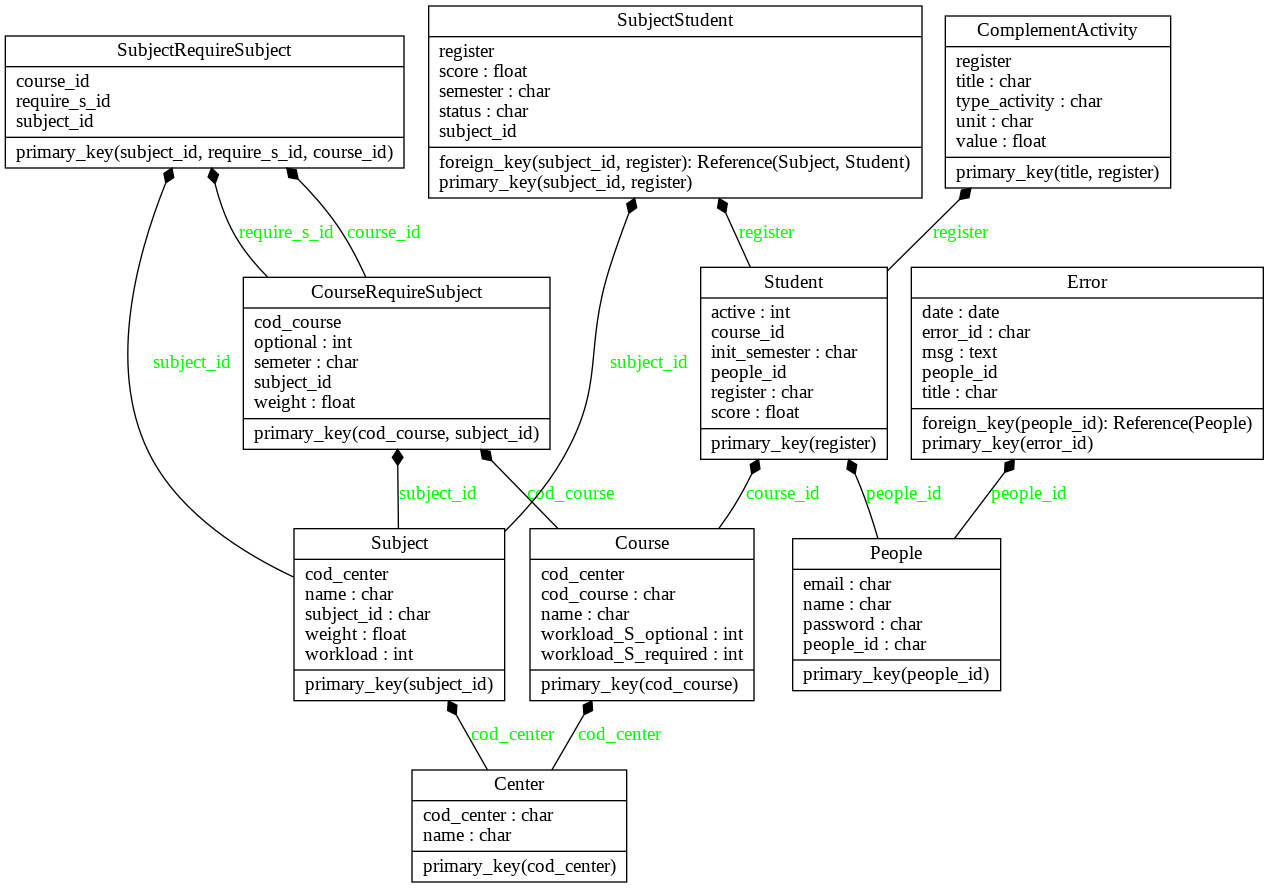 SubjectRequireSubject
course_id
require_s_id
subject_id
primary_key(subject_id, require_s_id, course_id)
SubjectStudent
register
score : float
semester : char
status : char
subject_id
foreign_key(subject_id, register): Reference(Subject, Student)
primary_key(subject_id, register)
ComplementActivity
register
title : char
type_activity : char
unit : char
value : float
primary_key(title, register)
require_s_id
course_id
register
register
subject_id
subject_id
CourseRequireSubject
cod_course
optional : int
semeter : char
subject_id
weight : float
primary_key(cod_course, subject_id)
Student
active : int
course_id
init_semester : char
people_id
register : char
score : float
primary_key(register)
Error
date : date
error_id : char
msg : text
people_id
title : char
foreign_key(people_id): Reference(People)
primary_key(error_id)
subject_id
cod_course
course_id
people_id
people_id
Subject
cod_center
name : char
subject_id : char
weight : float
workload : int
primary_key(subject_id)
Course
cod_center
cod_course : char
name : char
workload_S_optional : int
workload_S_required : int
primary_key(cod_course)
People
email : char
name : char
password : char
people_id : char
primary_key(people_id)
cod_center
cod_center
Center
cod_center : char
name : char
primary_key(cod_center)